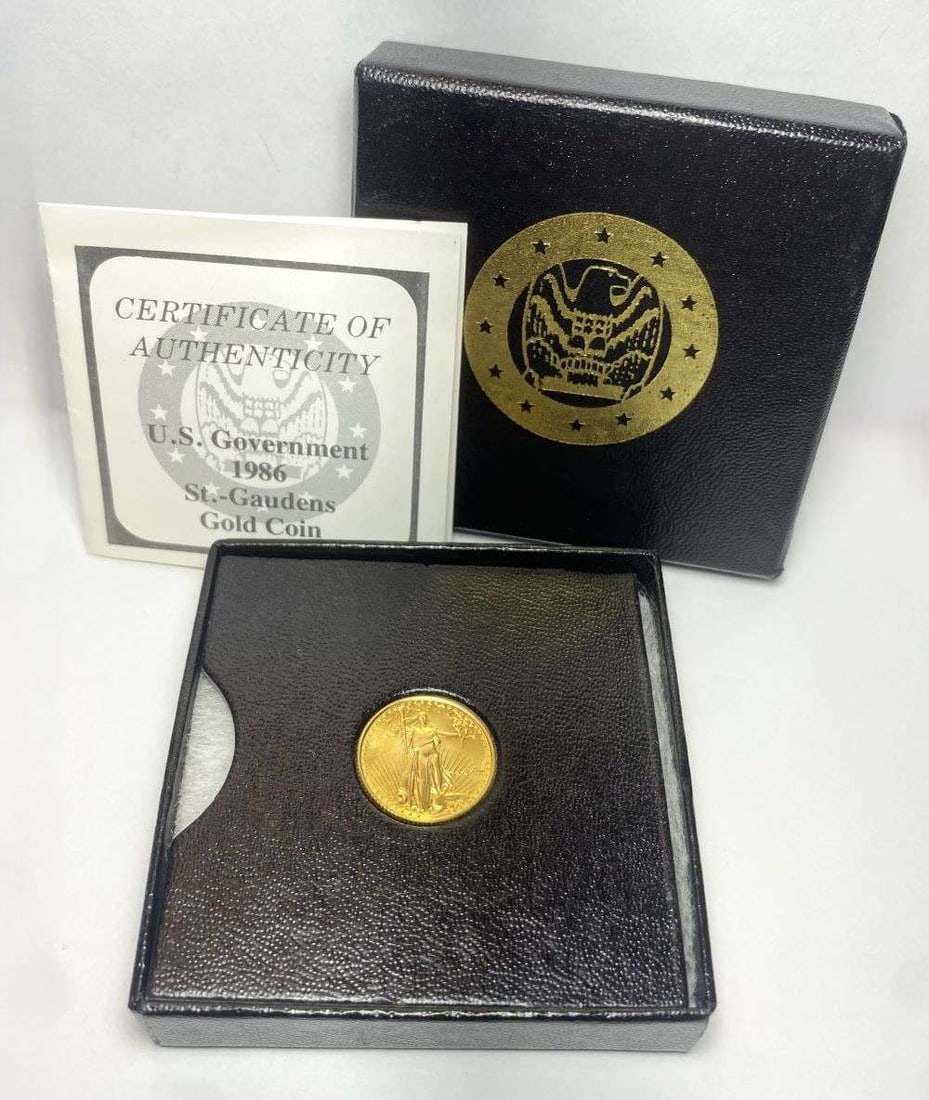 CERTIFICATE OF
AUTHENTICITY
U.S. Government
1986
St.-Gaudens
Gold Coin